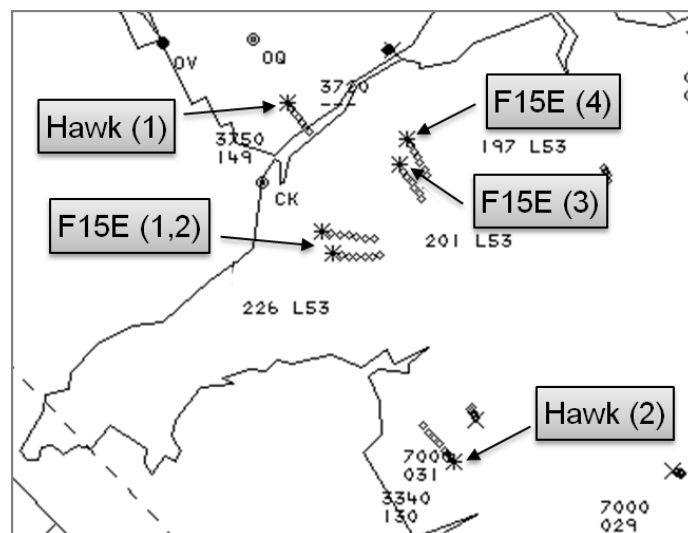 OV
OQ
3720
---
Hawk (1)
F15E (4)
3750
149
197 L53
CK
F15E (3)
F15E (1,2)
201 L53
226 L53
Hawk (2)
7000
031
3340
130
7000
029